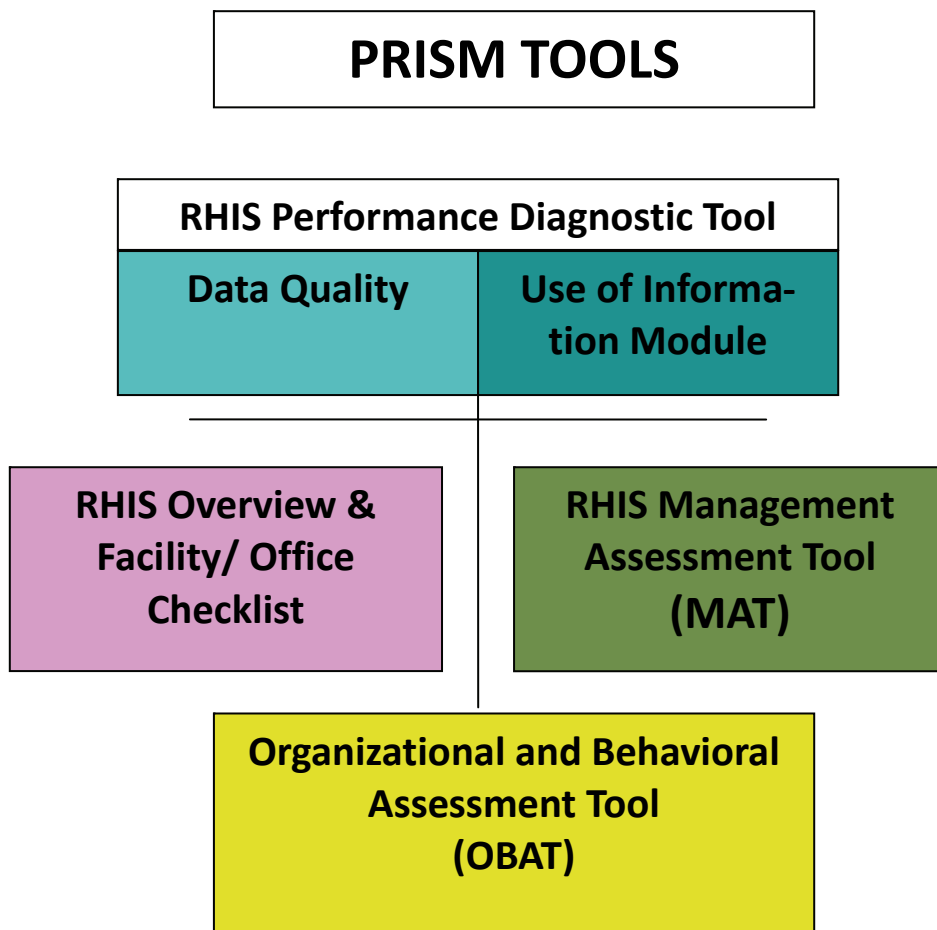 PRISM TOOLS
RHIS Performance Diagnostic Tool
Data Quality
Use of Informa-
tion Module
RHIS Overview &
Facility/ Office
Checklist
RHIS Management
Assessment Tool
(MAT)
Organizational and Behavioral
Assessment Tool
(OBAT)